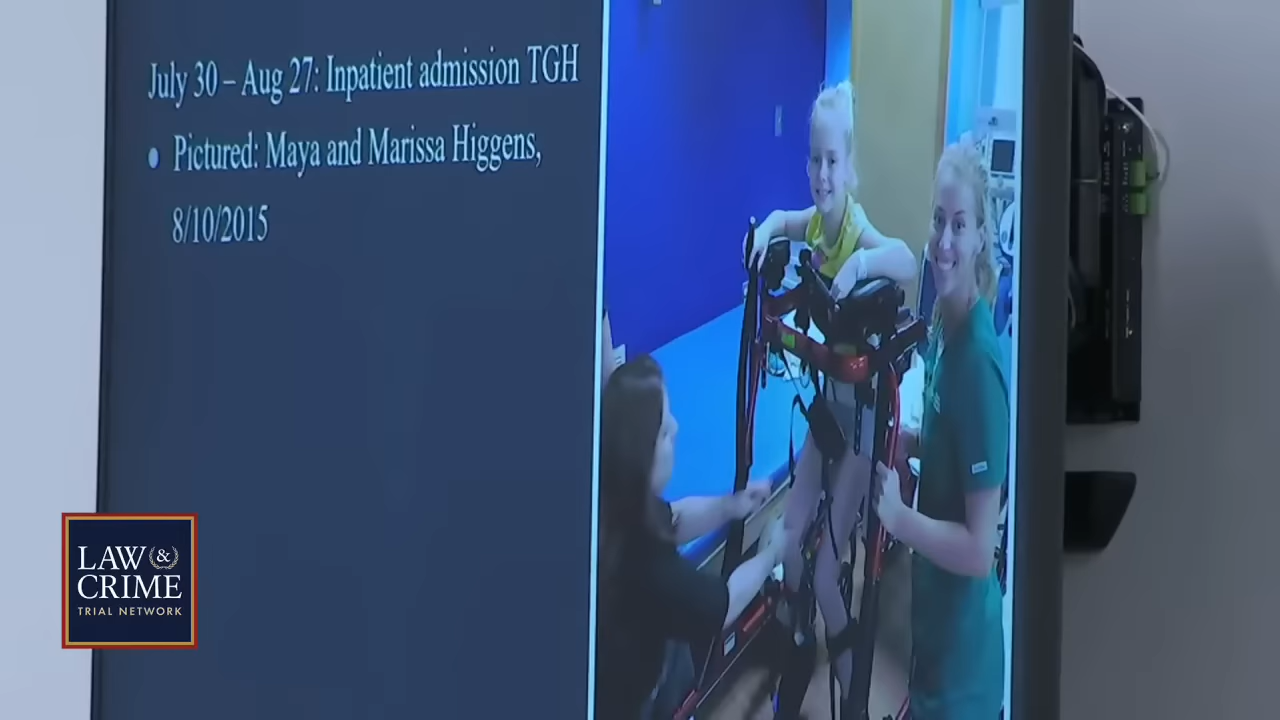 July 30 – Aug 27: Inpatient admission TGH
• Pictured: Maya and Marissa Higgens,
8/10/2015
LAW &
CRIME
TRIAL NETWORK